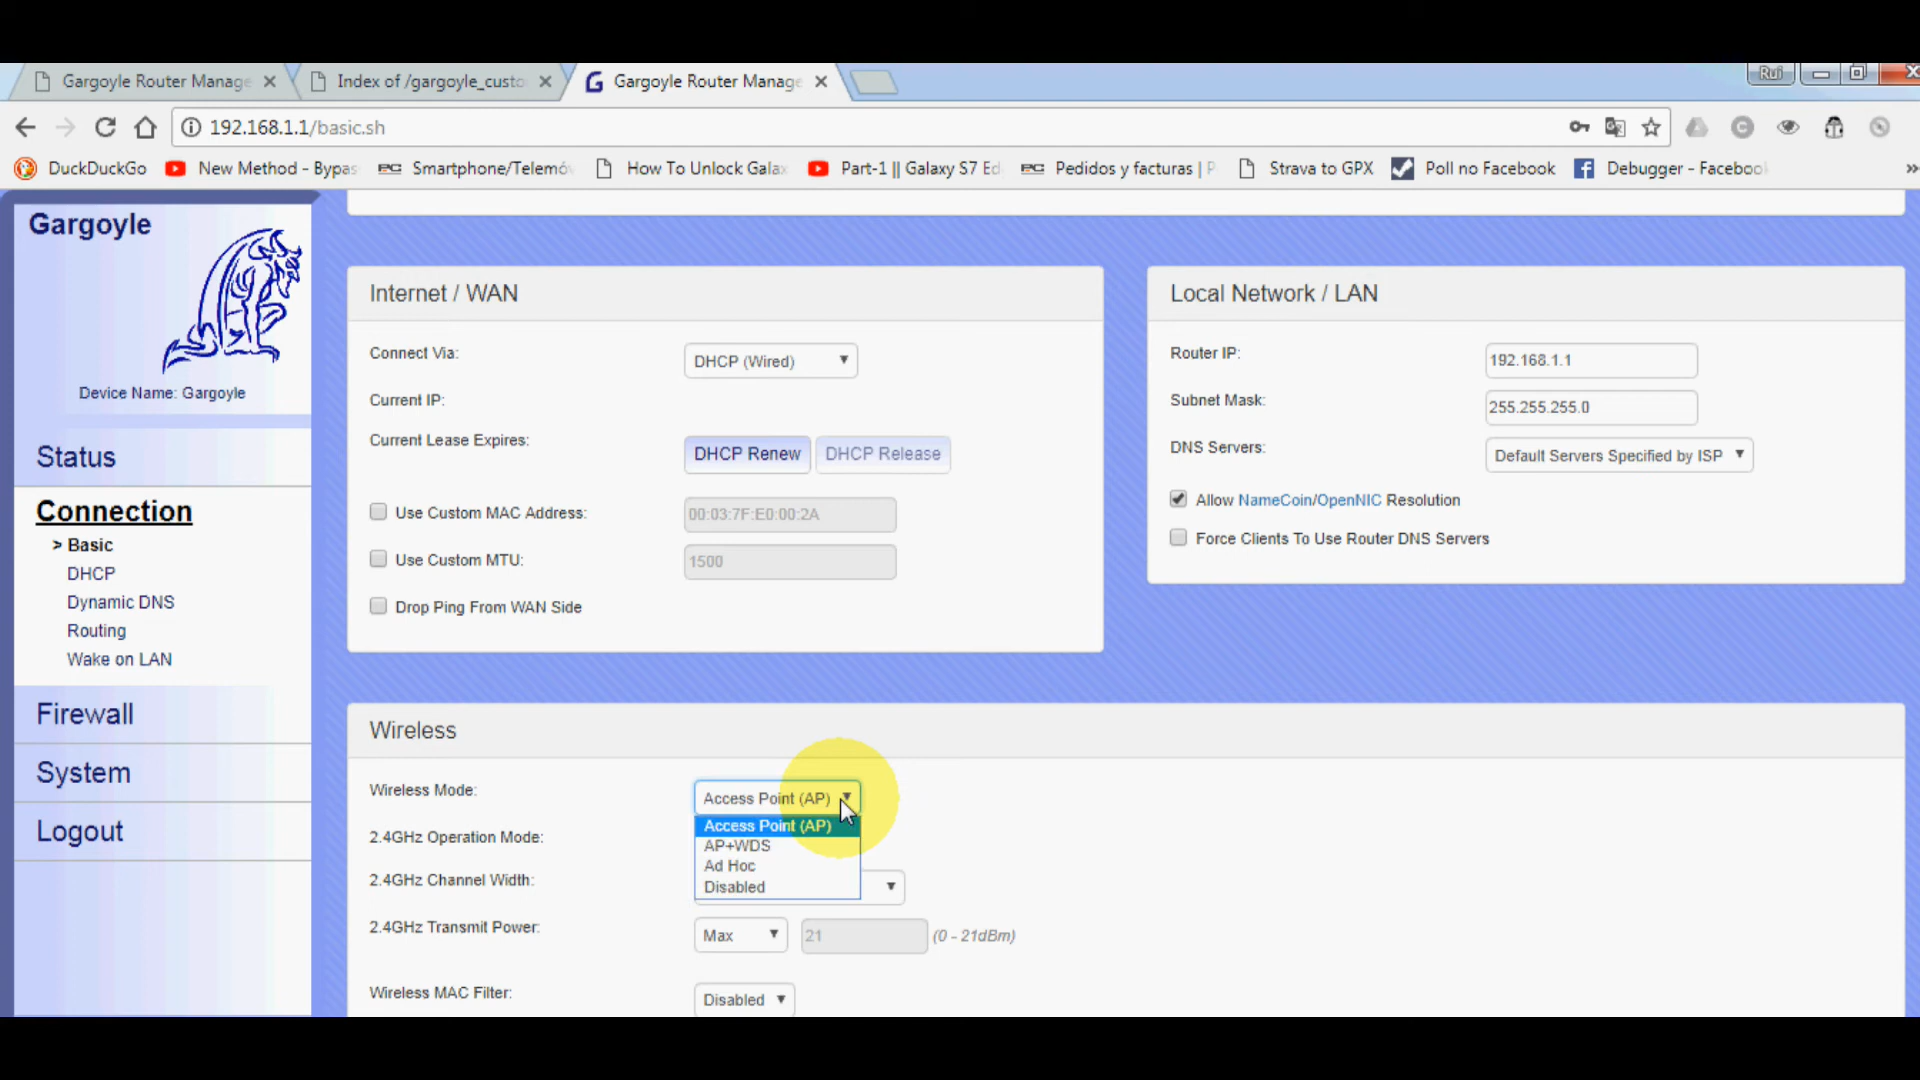 Gargoyle Router Manage
Index of /gargoyle_custo
Gargoyle Router Manage
Rui
192.168.1.1/basic.sh
DuckDuckGo
New Method - Bypas
Smartphone/Telemó
How To Unlock Gala
Part-1 || Galaxy S7 Ed
Pedidos y facturas |
Strava to GPX
Poll no Facebook
Debugger - Faceboo
Gargoyle
Device Name: Gargoyle
Status
Connection
> Basic
DHCP
Dynamic DNS
Routing
Wake on LAN
Firewall
System
Logout
Internet / WAN
Connect Via:
DHCP (Wired)
Current IP:
Current Lease Expires:
DHCP Renew
DHCP Release
Use Custom MAC Address:
00:03:7F:E0:00:2A
Use Custom MTU:
1500
Drop Ping From WAN Side
Local Network / LAN
Router IP:
192.168.1.1
Subnet Mask:
255.255.255.0
DNS Servers:
Default Servers Specified by ISP
Allow NameCoin/OpenNIC Resolution
Force Clients To Use Router DNS Servers
Wireless
Wireless Mode:
Access Point (AP)
Access Point (AP)
AP+WDS
Ad Hoc
Disabled
2.4GHz Operation Mode:
2.4GHz Channel Width:
2.4GHz Transmit Power:
Max
21
(0 - 21dBm)
Wireless MAC Filter:
Disabled